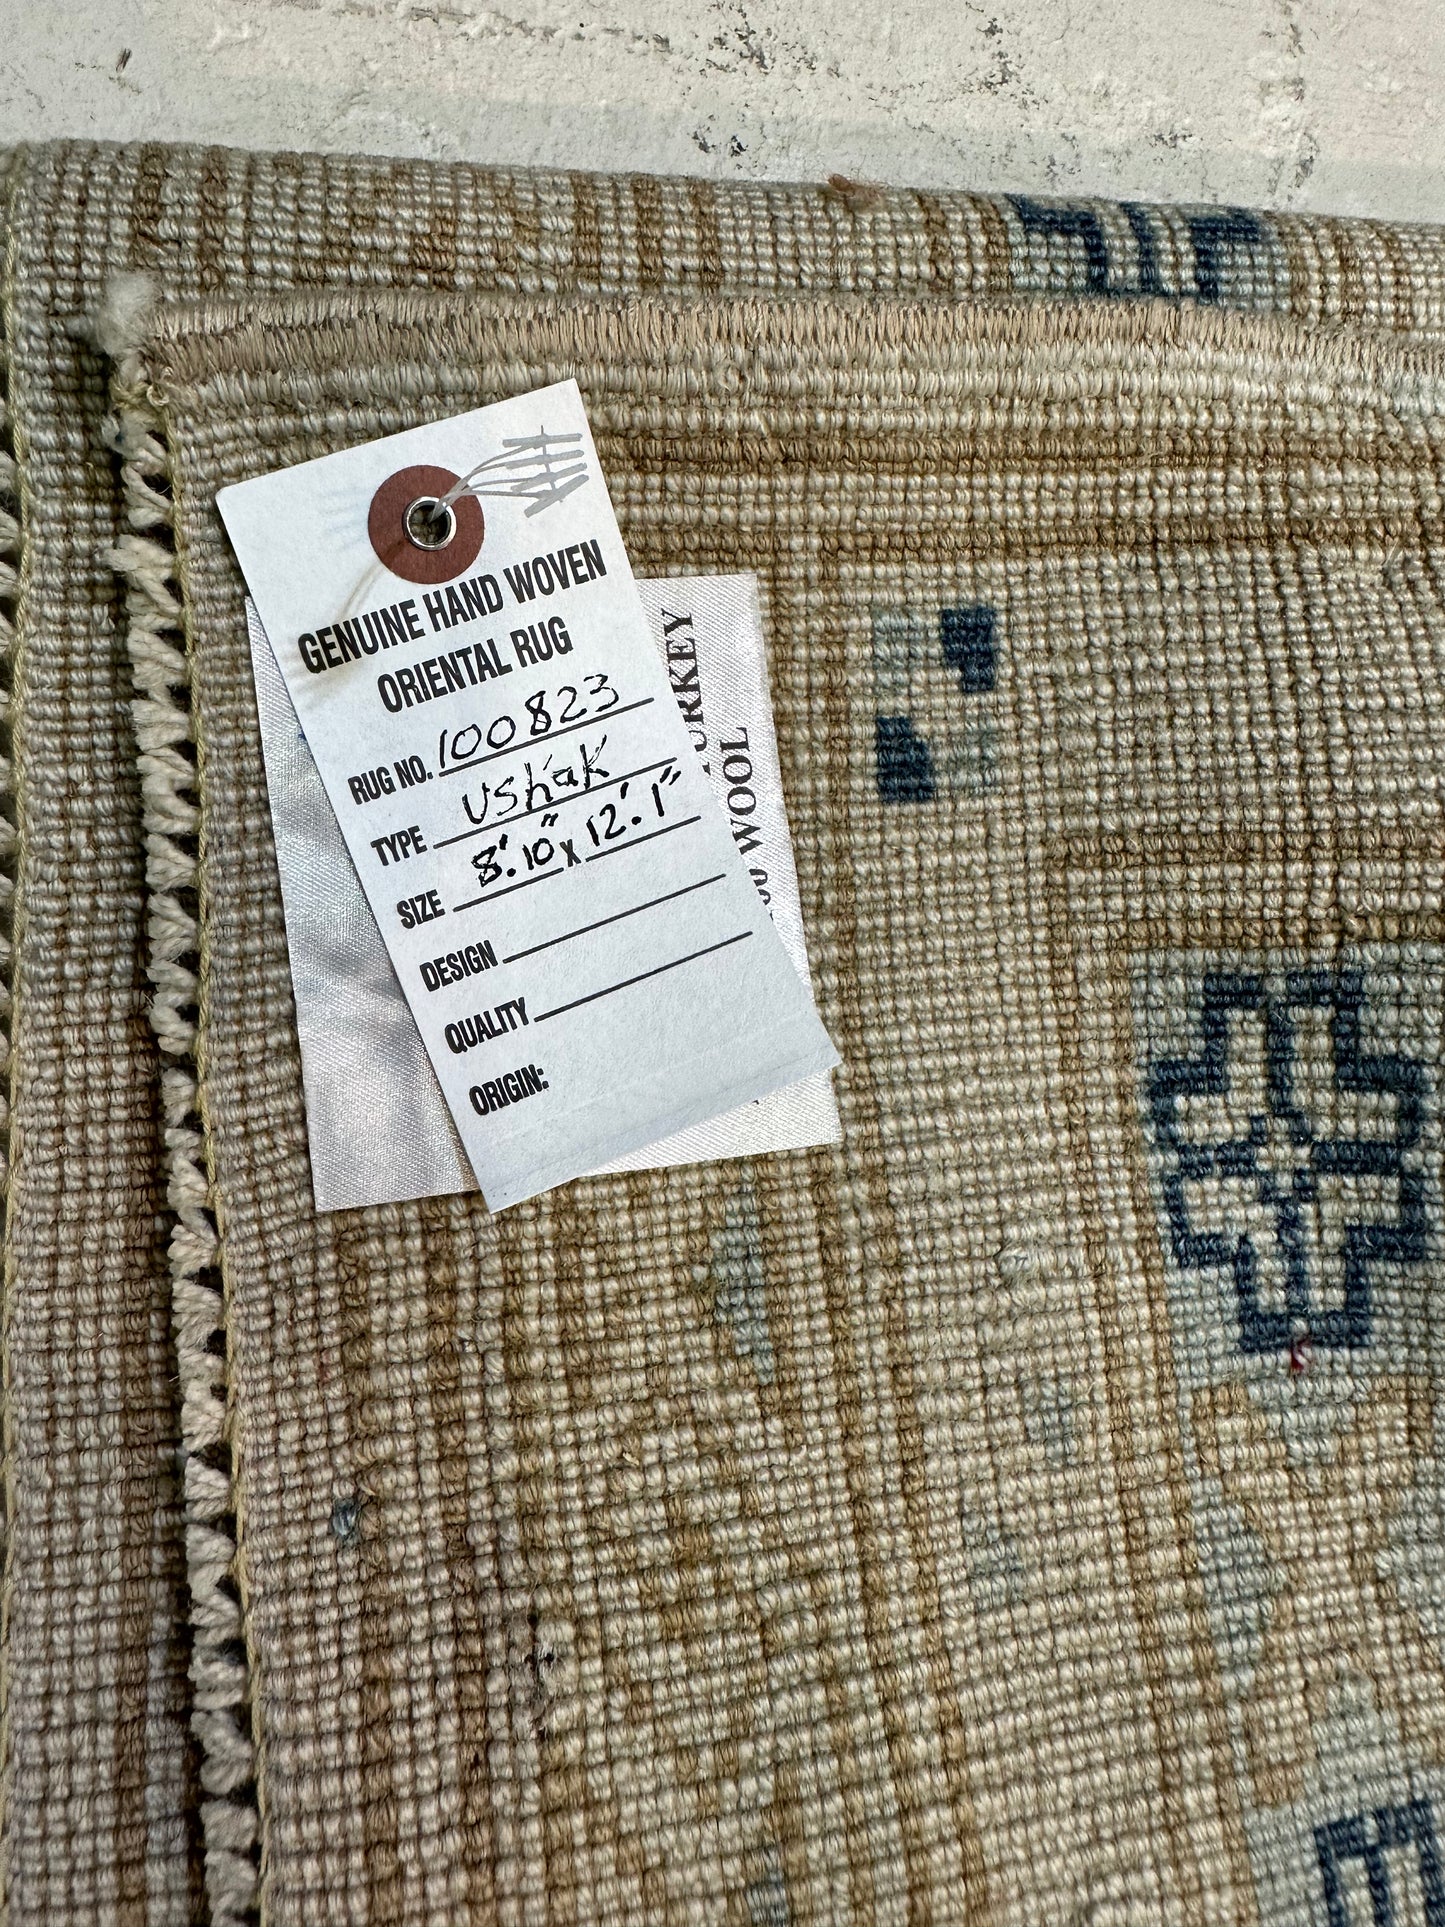 GENUINE HAND WOVEN
ORIENTAL RUG
RUG NO. 100823
TYPE Ushak
SIZE 8'.10" X 12'.1"
DESIGN
QUALITY
ORIGIN:
WOOL